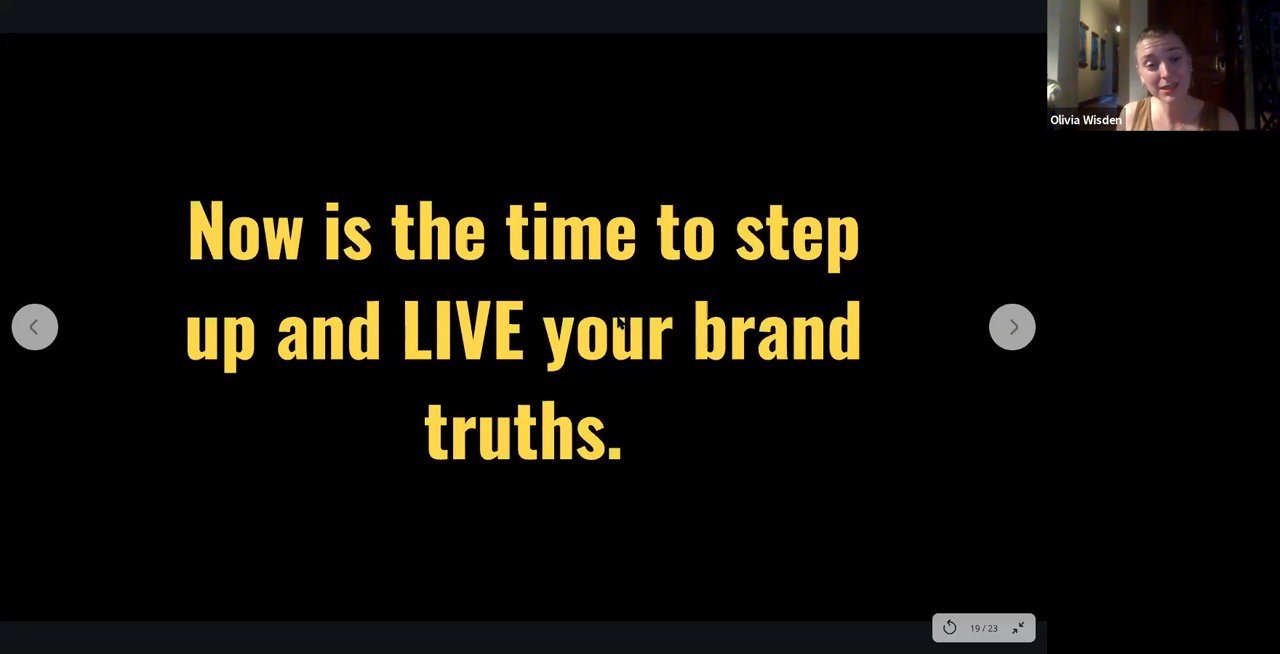 Now is the time to step
up and LIVE your brand
truths.
Olivia Wisden
19 / 23